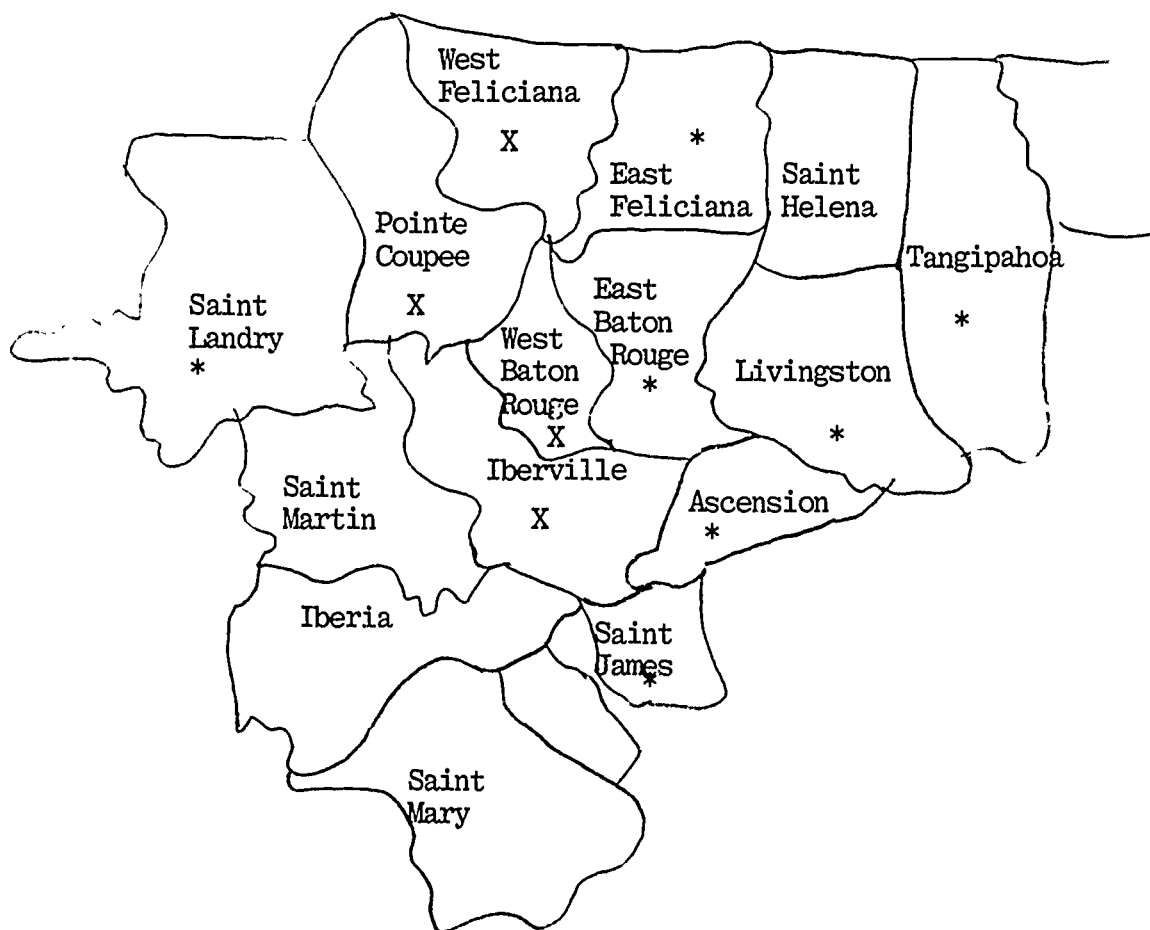 West
Feliciana
X
*
East
Feliciana
Saint
Helena
Pointe
Coupee
X
Tangipahoa
*
Saint
Landry
*
West
Baton
Rouge
X
East
Baton
Rouge
*
Livingston
*
Iberville
X
Saint
Martin
Ascension
*
Iberia
Saint
James
*
Saint
Mary